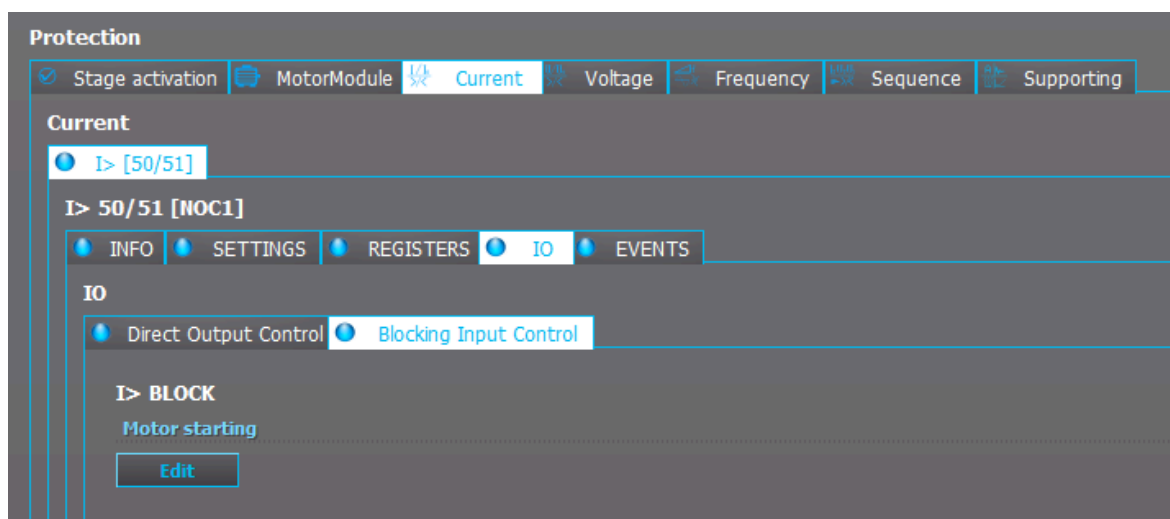 Protection
Stage activation MotorModule Current Voltage Frequency Sequence Supporting
Current
I> [50/51]
I> 50/51 [NOC1]
INFO SETTINGS REGISTERS IO EVENTS
IO
Direct Output Control Blocking Input Control
I> BLOCK
Motor starting
Edit